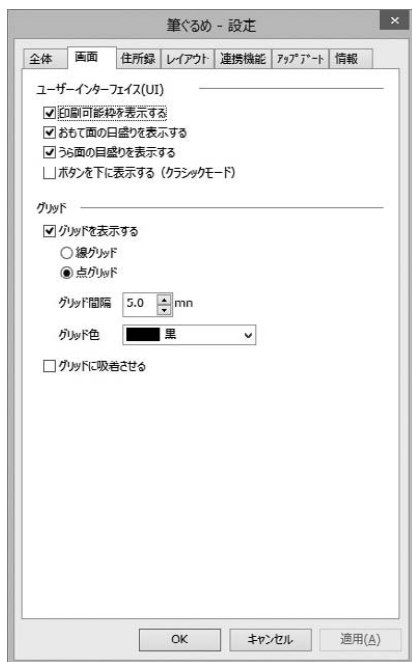 筆ぐるめ - 設定
×
全体 画面 住所録 レイアウト 連携機能 ｱｯﾌﾟﾃﾞｰﾄ 情報
ユーザーインターフェイス(UI)
印刷可能枠を表示する
おもて面の目盛りを表示する
うら面の目盛りを表示する
ボタンを下に表示する (クラシックモード)
グリッド
グリッドを表示する
線グリッド
点グリッド
グリッド間隔 5.0 mm
グリッド色 黒
グリッドに吸着させる
OK キャンセル 適用(A)